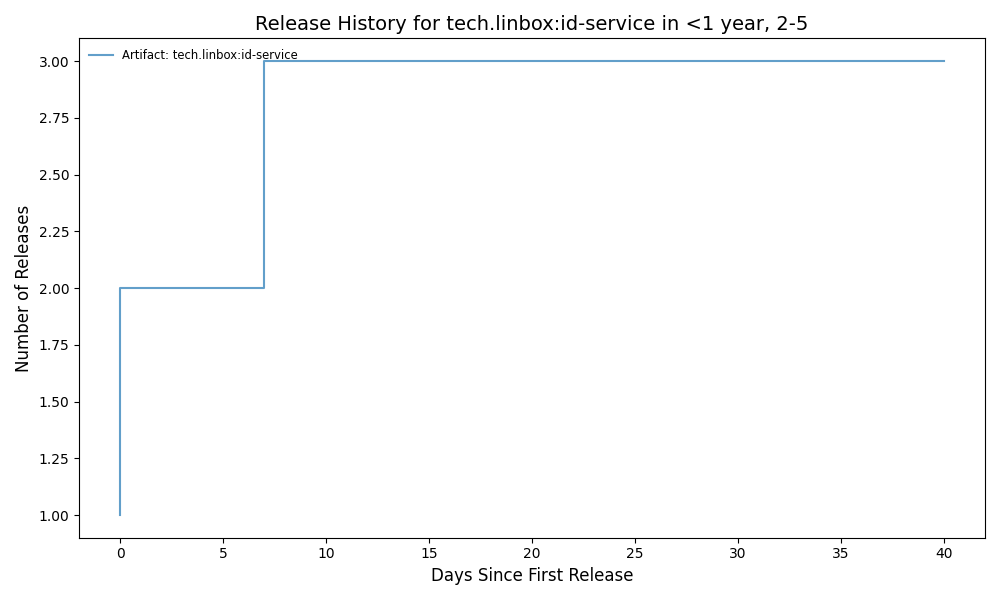 Release History for tech.linbox:id-service in <1 year, 2-5
Artifact: tech.linbox:id-service
Number of Releases
3.00
2.75
2.50
2.25
2.00
1.75
1.50
1.25
1.00
0 5 10 15 20 25 30 35 40
Days Since First Release